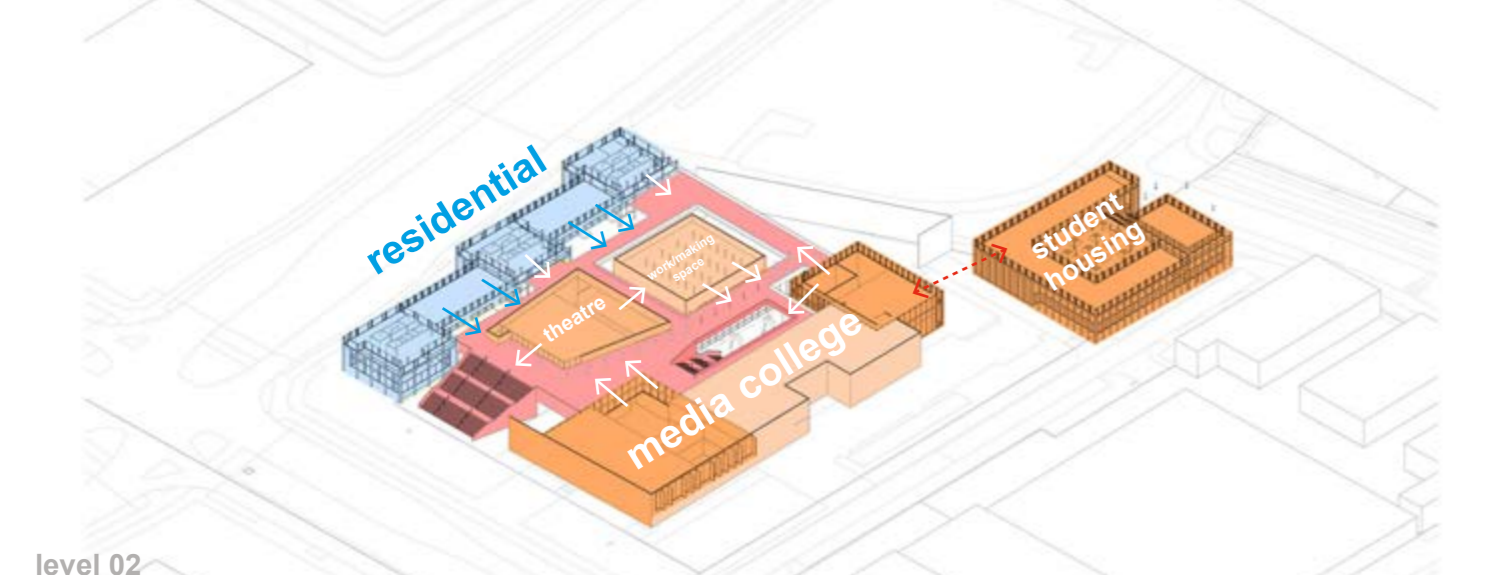 residential
work/making
space
theatre
student
housing
media college
level 02